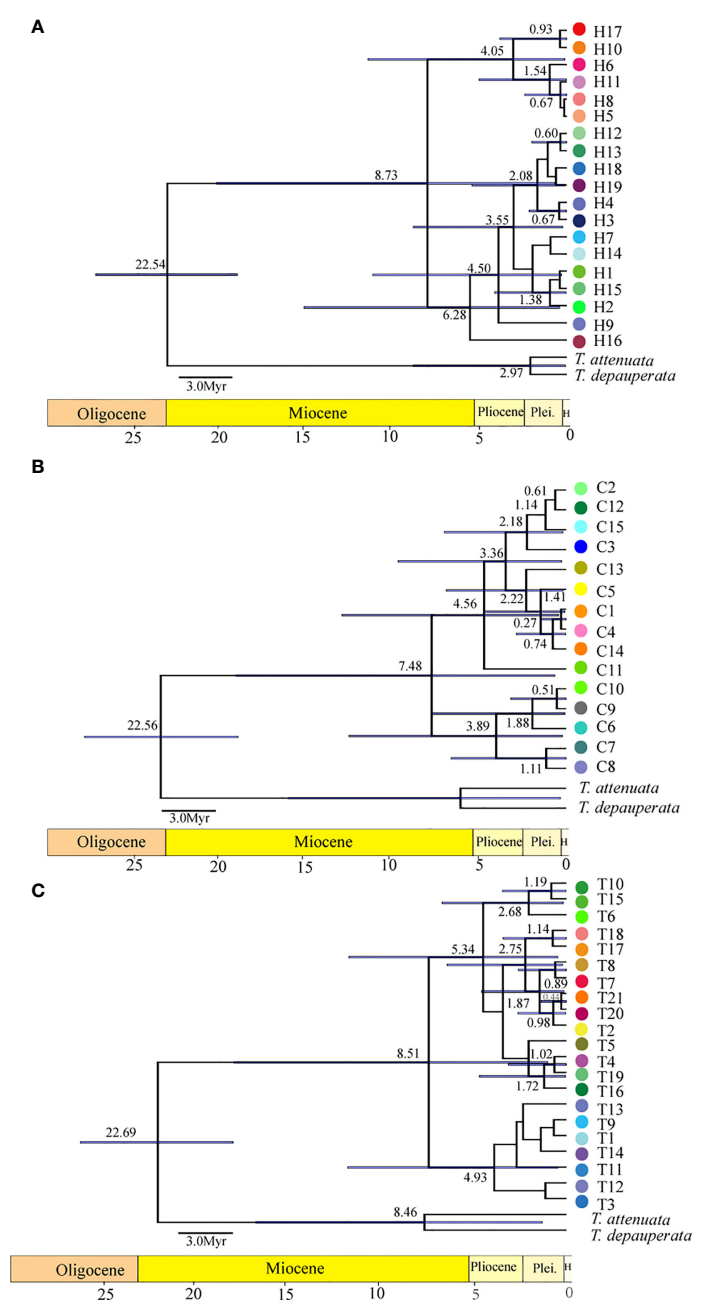 A
0.93
H17
H10
4.05
H6
1.54
H11
H8
0.67
H5
0.60
H12
H13
H18
8.73
2.08
H19
H4
0.67
H3
3.55
H7
H14
22.54
4.50
H1
H15
1.38
H2
6.28
H9
H16
T. attenuata
2.97
T. depauperata
3.0Myr
Oligocene Miocene Pliocene Plei. H
25 20 15 10 5 0
B
0.61
C2
1.14
C12
2.18
C15
C3
3.36
C13
C5
2.22
1.41
4.56
C1
0.27
C4
0.74
C14
C11
7.48
C10
0.51
C9
1.88
3.89
C6
22.56
C7
1.11
C8
T. attenuata
T. depauperata
3.0Myr
Oligocene Miocene Pliocene Plei. H
25 20 15 10 5 0
C
1.19
T10
T15
2.68
T6
1.14
T18
5.34
2.75
T17
T8
0.89
T7
0.44
T21
1.87
T20
0.98
T2
T5
8.51
1.02
T4
T19
1.72
T16
T13
T9
22.69
T1
T14
4.93
T11
T12
T3
8.46
T. attenuata
T. depauperata
3.0Myr
Oligocene Miocene Pliocene Plei. H
25 20 15 10 5 0